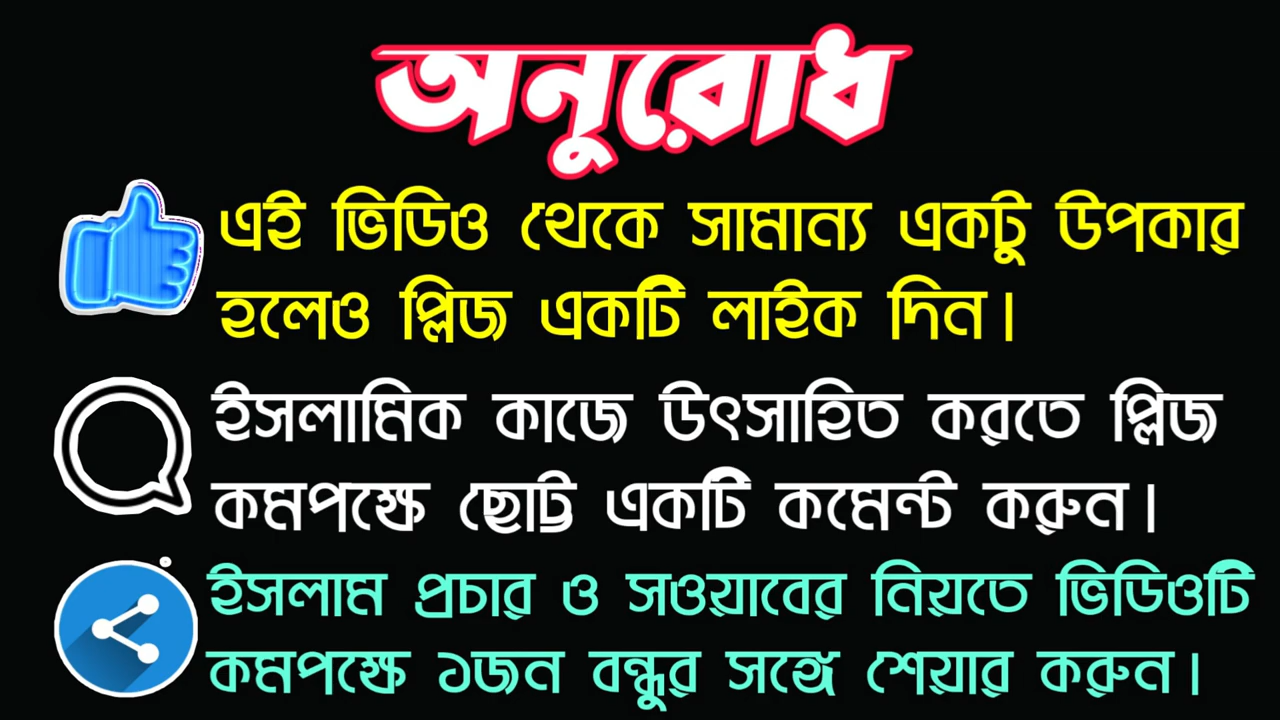 অনুরোধ
এই ভিডিও থেকে সামান্য একটু উপকার
হলেও প্লিজ একটি লাইক দিন।
ইসলামিক কাজে উৎসাহিত করতে প্লিজ
কমপক্ষে ছোট্ট একটি কমেন্ট করুন।
ইসলাম প্রচার ও সওয়াবের নিয়তে ভিডিওটি
কমপক্ষে ১জন বন্ধুর সঙ্গে শেয়ার করুন।